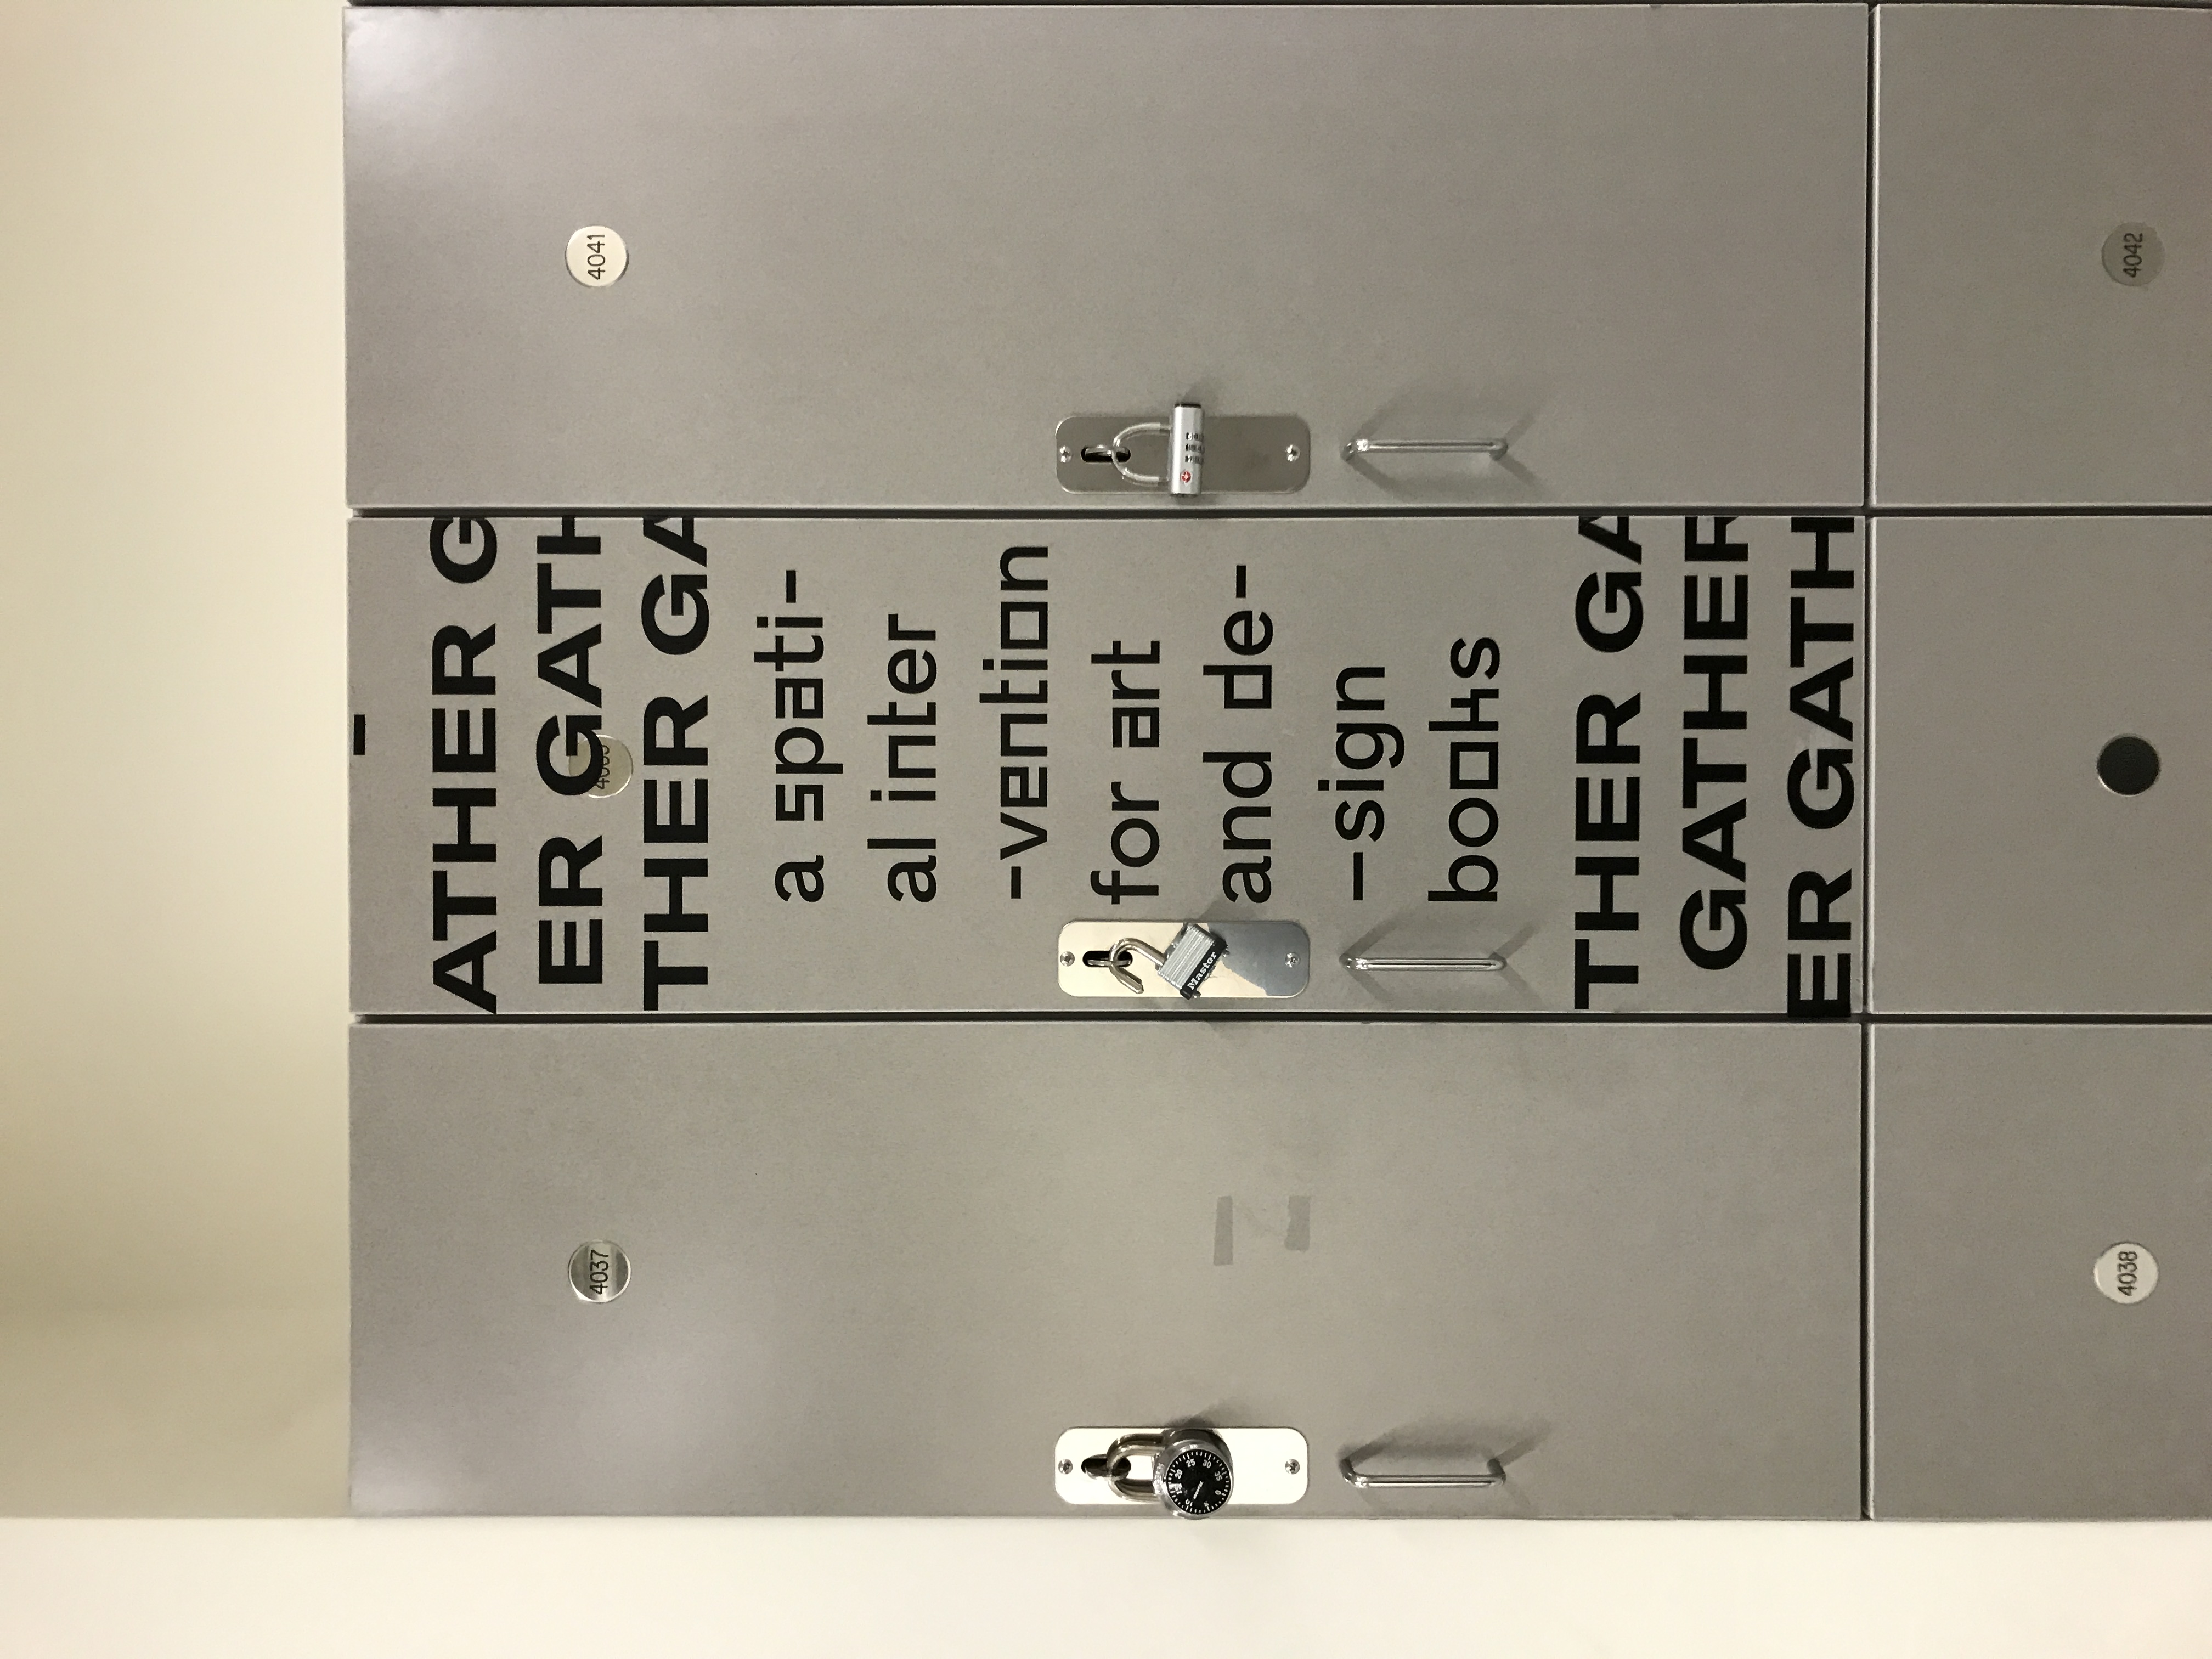 ATHER G
ER GATH
4037
4041
THER GA
a spati-
al inter
-vention
for art
Master
and de-
-sign
books
THER GA
GATHER
ER GATH
4038
4042